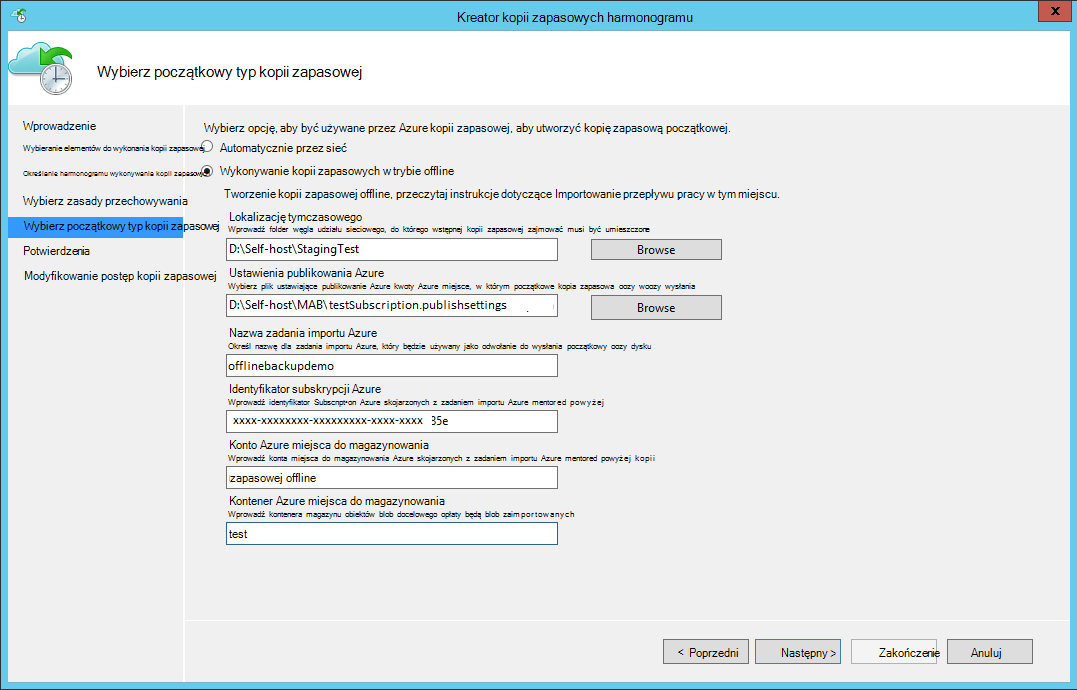 Kreator kopii zapasowych harmonogramu
x
Wybierz początkowy typ kopii zapasowej
Wprowadzenie
Wybieranie elementów do wykonania kopii zapasowej
Określenie harmonogramu wykonywania kopii zapasowych
Wybierz zasady przechowywania
Wybierz początkowy typ kopii zapasowej
Potwierdzenia
Modyfikowanie postęp kopii zapasowej
Wybierz opcję, aby być używane przez Azure kopii zapasowej, aby utworzyć kopię zapasową początkowej.
Automatycznie przez sieć
Wykonywanie kopii zapasowych w trybie offline
Tworzenie kopii zapasowej offline, przeczytaj instrukcje dotyczące Importowanie przepływu pracy w tym miejscu.
Lokalizację tymczasowego
Wprowadź folder węgla udziału sieciowego, do którego wstępnej kopii zapasowej zajmować musi być umieszczone
D:\Self-host\StagingTest
Browse
Ustawienia publikowania Azure
Wybierz plik ustawiające publikowanie Azure kwoty Azure miejsce, w którym początkowe kopia zapasowa oozy woozy wysłania
D:\Self-host\MAB\testSubscription.publishsettings
Browse
Nazwa zadania importu Azure
Określ nazwę dla zadania importu Azure, który będzie używany jako odwołanie do wysłania początkowy oozy dysku
offlinebackupdemo
Identyfikator subskrypcji Azure
Wprowadź identyfikator Subscnpt•on Azure skojarzonych z zadaniem importu Azure mentored powyżej
xxxx-xxxxxxxx-xxxxxxxxx-xxxx-xxxx 35e
Konto Azure miejsca do magazynowania
Wprowadź konta miejsca do magazynowania Azure skojarzonych z zadaniem importu Azure mentored powyżej kopii
zapasowej offline
Kontener Azure miejsca do magazynowania
Wprowadź kontenera magazynu obiektów blob docelowego opłaty będą blob zaimportowanych
test
< Poprzedni
Następny >
Zakończenie
Anuluj